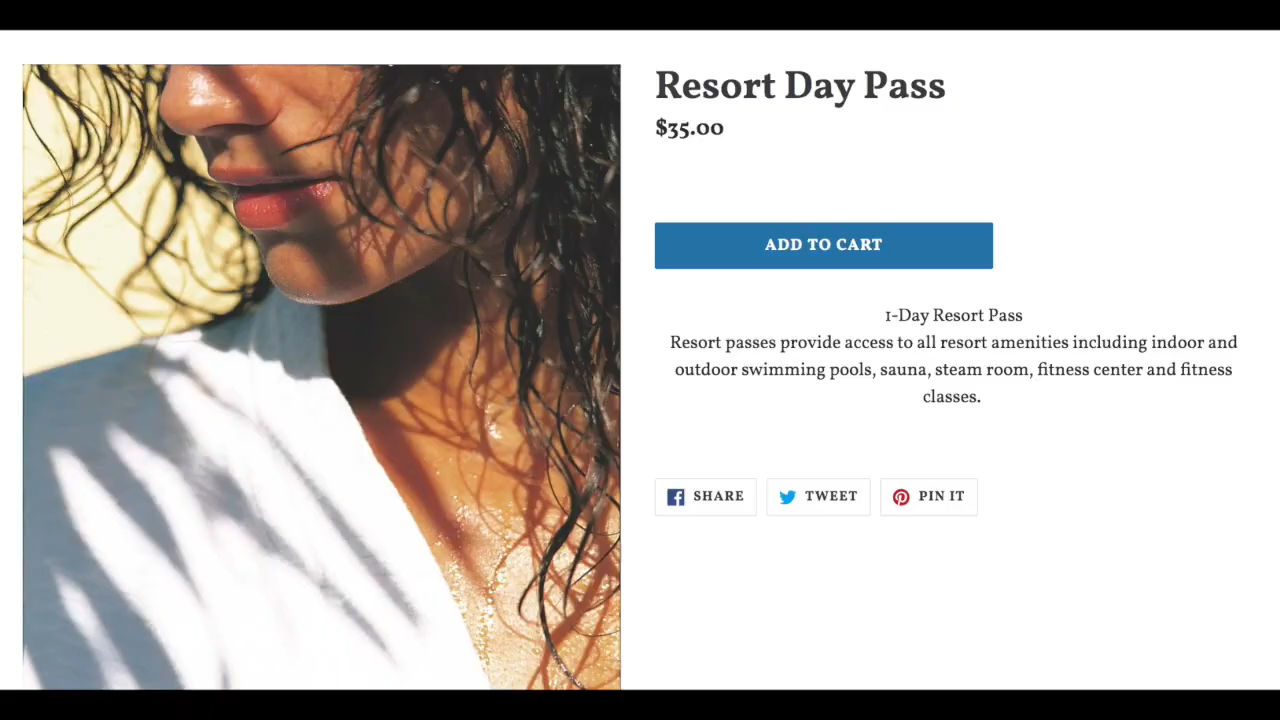 Resort Day Pass
$35.00
ADD TO CART
1-Day Resort Pass
Resort passes provide access to all resort amenities including indoor and
outdoor swimming pools, sauna, steam room, fitness center and fitness
classes.
SHARE TWEET PIN IT